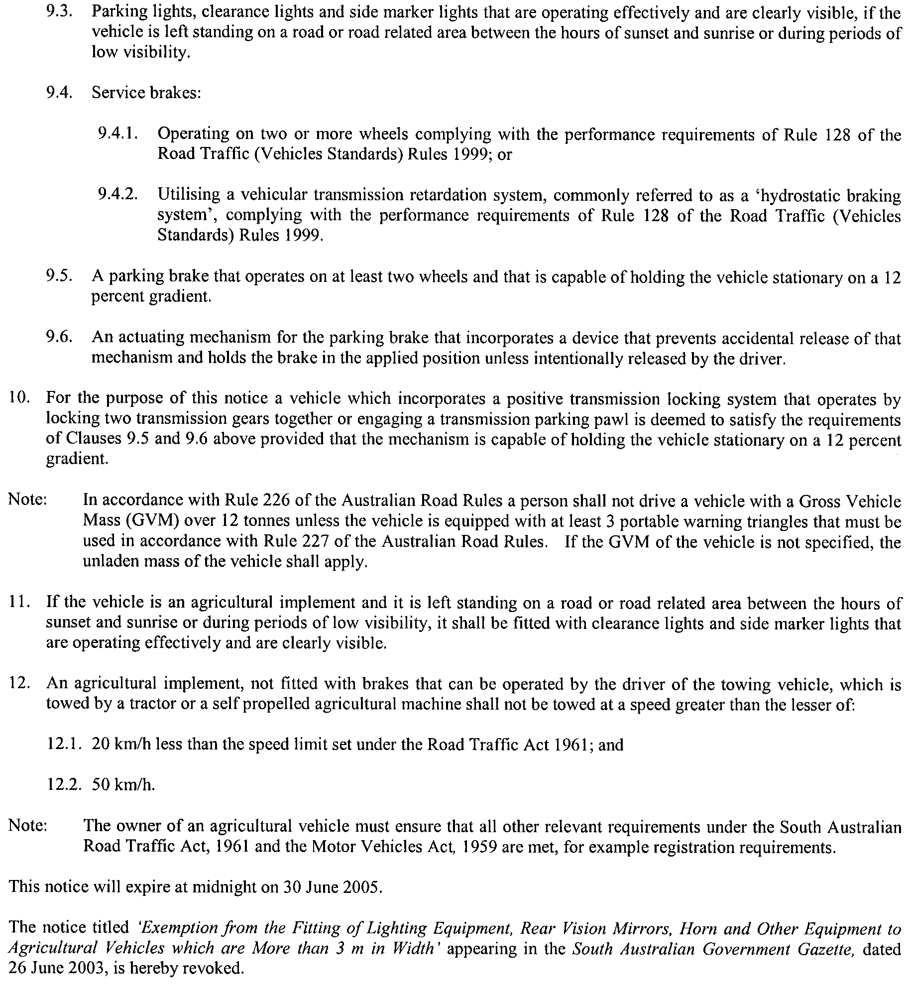 9.3. Parking lights, clearance lights and side marker lights that are operating effectively and are clearly visible, if the
vehicle is left standing on a road or road related area between the hours of sunset and sunrise or during periods of
low visibility.
9.4. Service brakes:
9.4.1. Operating on two or more wheels complying with the performance requirements of Rule 128 of the
Road Traffic (Vehicles Standards) Rules 1999; or
9.4.2. Utilising a vehicular transmission retardation system, commonly referred to as a ‘hydrostatic braking
system’, complying with the performance requirements of Rule 128 of the Road Traffic (Vehicles
Standards) Rules 1999.
9.5. A parking brake that operates on at least two wheels and that is capable of holding the vehicle stationary on a 12
percent gradient.
9.6. An actuating mechanism for the parking brake that incorporates a device that prevents accidental release of that
mechanism and holds the brake in the applied position unless intentionally released by the driver.
10. For the purpose of this notice a vehicle which incorporates a positive transmission locking system that operates by
locking two transmission gears together or engaging a transmission parking pawl is deemed to satisfy the requirements
of Clauses 9.5 and 9.6 above provided that the mechanism is capable of holding the vehicle stationary on a 12 percent
gradient.
Note: In accordance with Rule 226 of the Australian Road Rules a person shall not drive a vehicle with a Gross Vehicle
Mass (GVM) over 12 tonnes unless the vehicle is equipped with at least 3 portable warning triangles that must be
used in accordance with Rule 227 of the Australian Road Rules. If the GVM of the vehicle is not specified, the
unladen mass of the vehicle shall apply.
11. If the vehicle is an agricultural implement and it is left standing on a road or road related area between the hours of
sunset and sunrise or during periods of low visibility, it shall be fitted with clearance lights and side marker lights that
are operating effectively and are clearly visible.
12. An agricultural implement, not fitted with brakes that can be operated by the driver of the towing vehicle, which is
towed by a tractor or a self propelled agricultural machine shall not be towed at a speed greater than the lesser of:
12.1. 20 km/h less than the speed limit set under the Road Traffic Act 1961; and
12.2. 50 km/h.
Note: The owner of an agricultural vehicle must ensure that all other relevant requirements under the South Australian
Road Traffic Act, 1961 and the Motor Vehicles Act, 1959 are met, for example registration requirements.
This notice will expire at midnight on 30 June 2005.
The notice titled ‘Exemption from the Fitting of Lighting Equipment, Rear Vision Mirrors, Horn and Other Equipment to
Agricultural Vehicles which are More than 3 m in Width’ appearing in the South Australian Government Gazette, dated
26 June 2003, is hereby revoked.